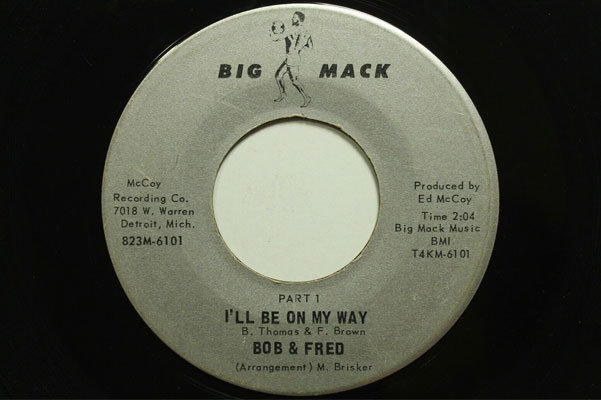 BIG MACK
McCoy
Recording Co.
7018 W. Warren
Detroit, Mich.
823M-6101
Produced by
Ed McCoy
Time 2:04
Big Mack Music
BMI
T4KM-6101
PART 1
I'LL BE ON MY WAY
B. Thomas & F. Brown
BOB & FRED
(Arrangement) M. Brisker